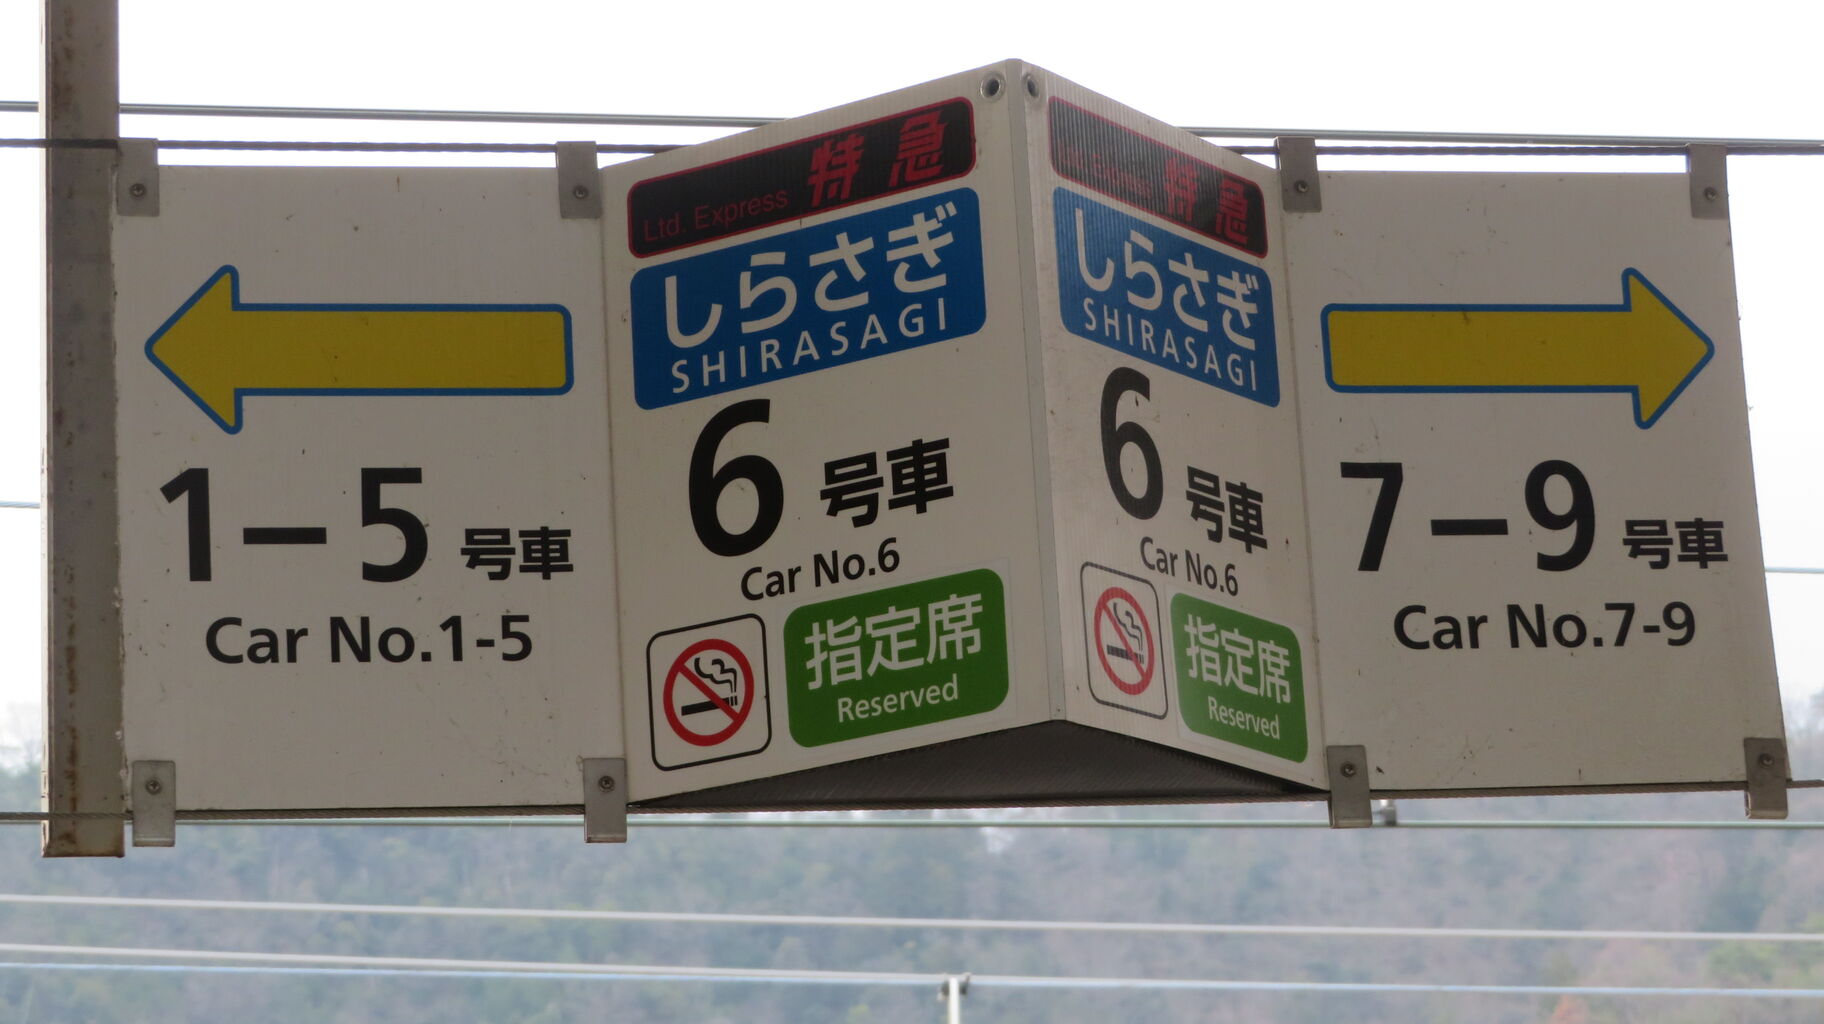 1-5 号車
Car No.1-5
Ltd. Express 特急
しらさぎ
SHIRASAGI
6 号車
Car No.6
指定席
Reserved
Ltd. Express 特急
しらさぎ
SHIRASAGI
6 号車
Car No.6
指定席
Reserved
7-9 号車
Car No.7-9